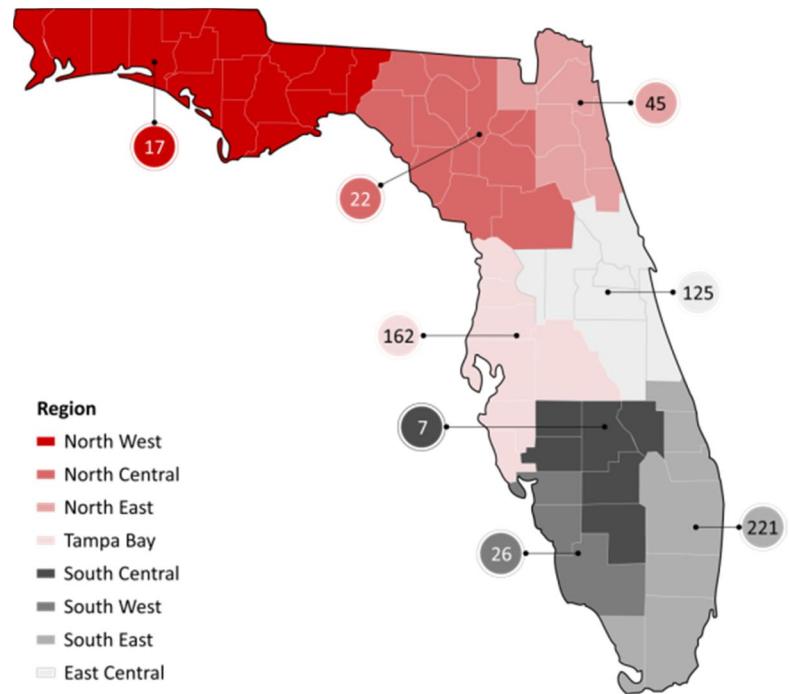 45
17
22
125
162
7
221
26
Region
North West
North Central
North East
Tampa Bay
South Central
South West
South East
East Central